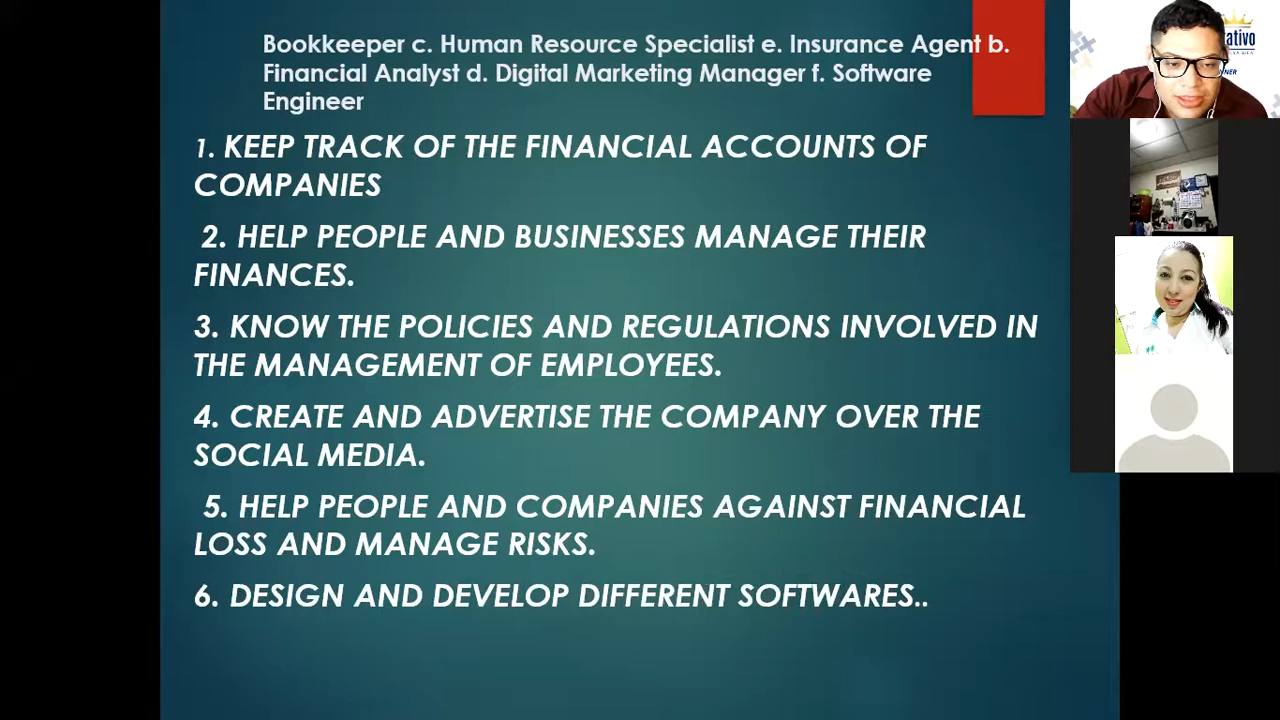 Bookkeeper c. Human Resource Specialist e. Insurance Agent b.
Financial Analyst d. Digital Marketing Manager f. Software
Engineer
1. KEEP TRACK OF THE FINANCIAL ACCOUNTS OF
COMPANIES
2. HELP PEOPLE AND BUSINESSES MANAGE THEIR
FINANCES.
3. KNOW THE POLICIES AND REGULATIONS INVOLVED IN
THE MANAGEMENT OF EMPLOYEES.
4. CREATE AND ADVERTISE THE COMPANY OVER THE
SOCIAL MEDIA.
5. HELP PEOPLE AND COMPANIES AGAINST FINANCIAL
LOSS AND MANAGE RISKS.
6. DESIGN AND DEVELOP DIFFERENT SOFTWARES..